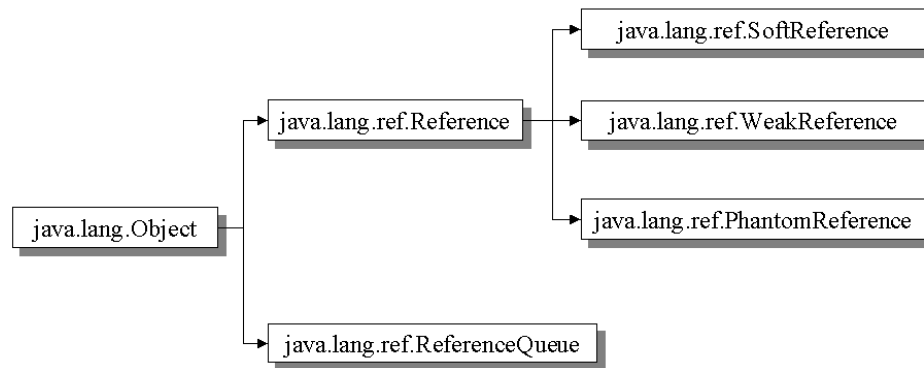 java.lang.ref.SoftReference
java.lang.ref.Reference
java.lang.ref.WeakReference
java.lang.Object
java.lang.ref.PhantomReference
java.lang.ref.ReferenceQueue